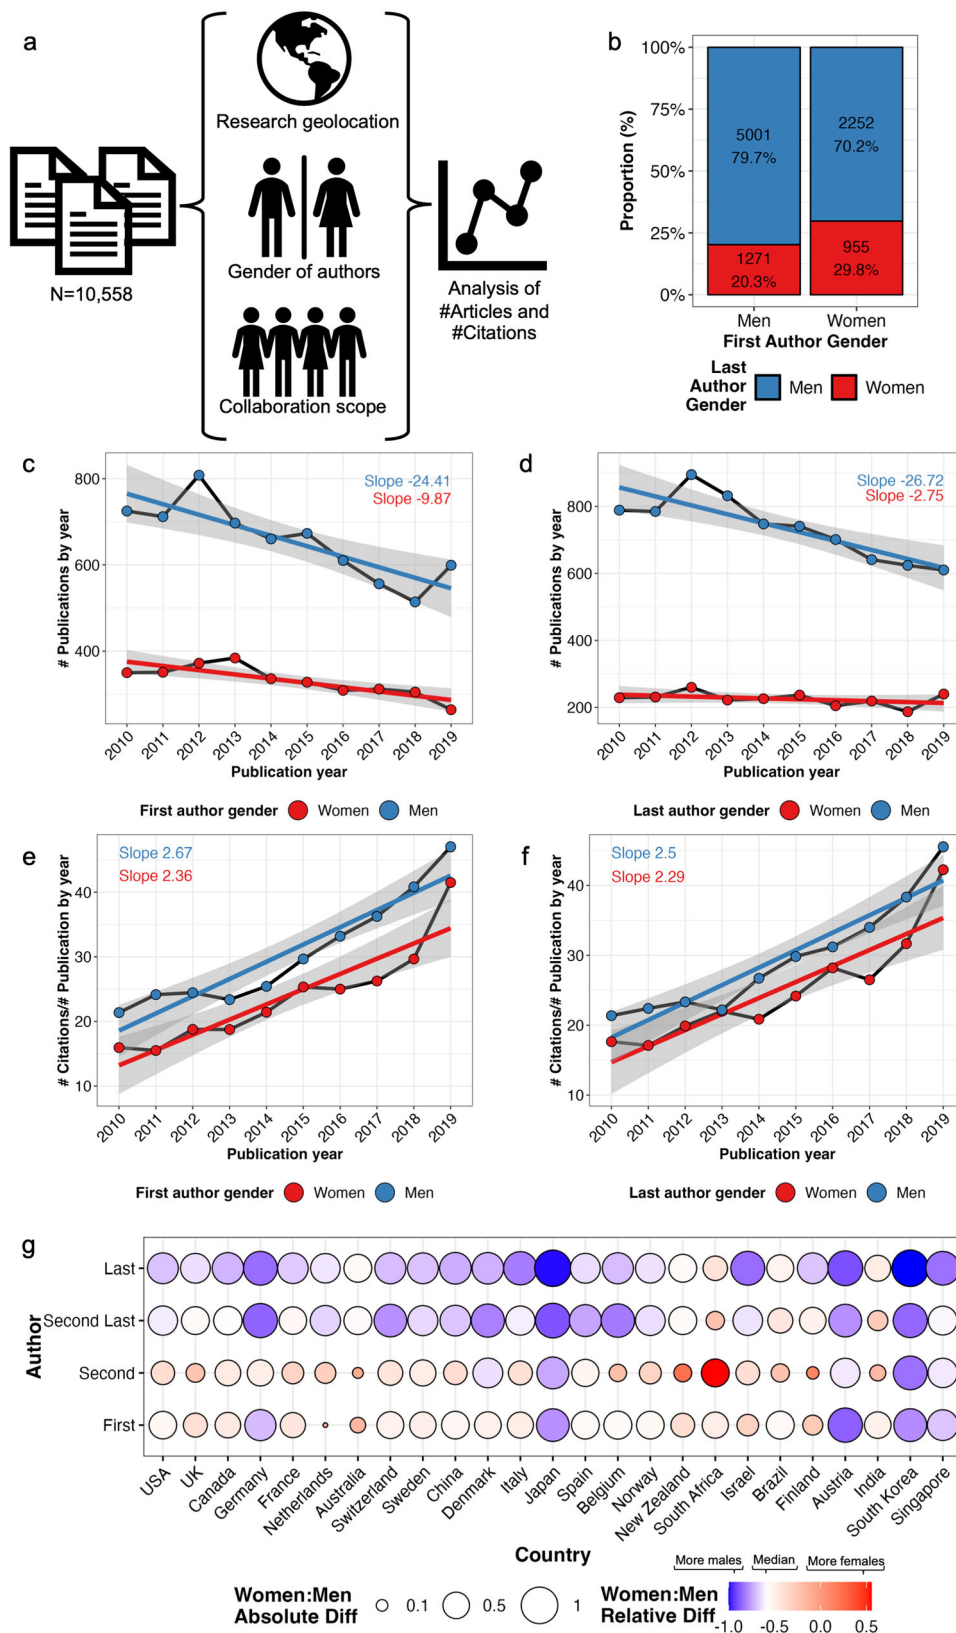 a
Research geolocation
Gender of authors
Collaboration scope
N=10,558
Analysis of
#Articles and
#Citations
b
100%
75%
50%
25%
0%
Proportion (%)
5001
79.7%
2252
70.2%
1271
20.3%
955
29.8%
Men
Women
First Author Gender
Last
Author
Gender
Men
Women
c
800
600
400
# Publications by year
Slope -24.41
Slope -9.87
2010
2011
2012
2013
2014
2015
2016
2017
2018
2019
Publication year
First author gender
Women
Men
d
800
600
400
200
# Publications by year
Slope -26.72
Slope -2.75
2010
2011
2012
2013
2014
2015
2016
2017
2018
2019
Publication year
Last author gender
Women
Men
e
40
30
20
10
# Citations/# Publication by year
Slope 2.67
Slope 2.36
2010
2011
2012
2013
2014
2015
2016
2017
2018
2019
Publication year
First author gender
Women
Men
f
40
30
20
10
# Citations/# Publication by year
Slope 2.5
Slope 2.29
2010
2011
2012
2013
2014
2015
2016
2017
2018
2019
Publication year
Last author gender
Women
Men
g
Author
Last
Second Last
Second
First
USA
UK
Canada
Germany
France
Netherlands
Australia
Switzerland
Sweden
China
Denmark
Italy
Japan
Spain
Belgium
Norway
New Zealand
South Africa
Israel
Brazil
Finland
Austria
India
South Korea
Singapore
Country
Women:Men
Absolute Diff
0.1
0.5
1
Women:Men
Relative Diff
More males
Median
More females
-1.0
-0.5
0.0
0.5